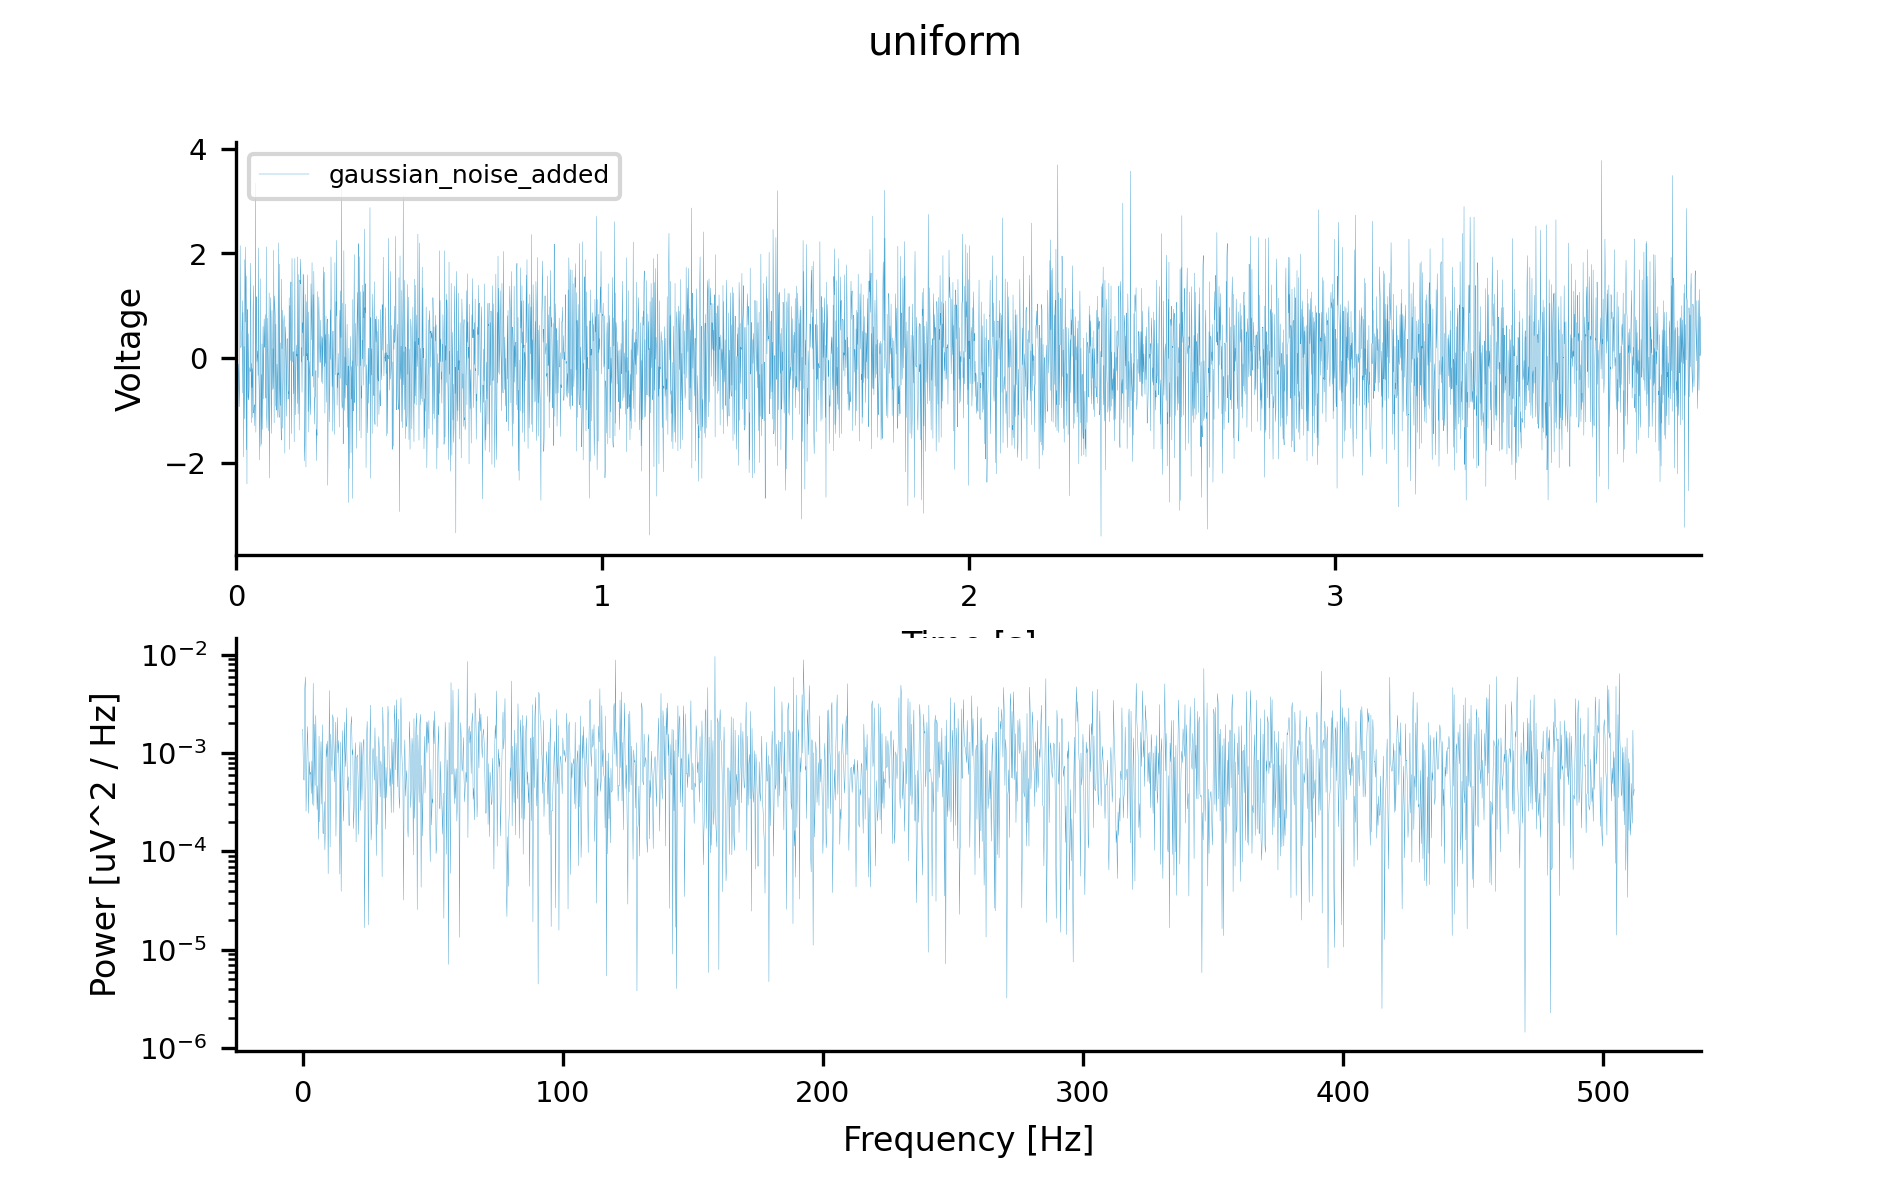 uniform
4
gaussian_noise_added
2
0
−2
Voltage
0 1 2 3
Time [s]
10⁻²
10⁻³
10⁻⁴
10⁻⁵
10⁻⁶
Power [uV^2 / Hz]
0 100 200 300 400 500
Frequency [Hz]